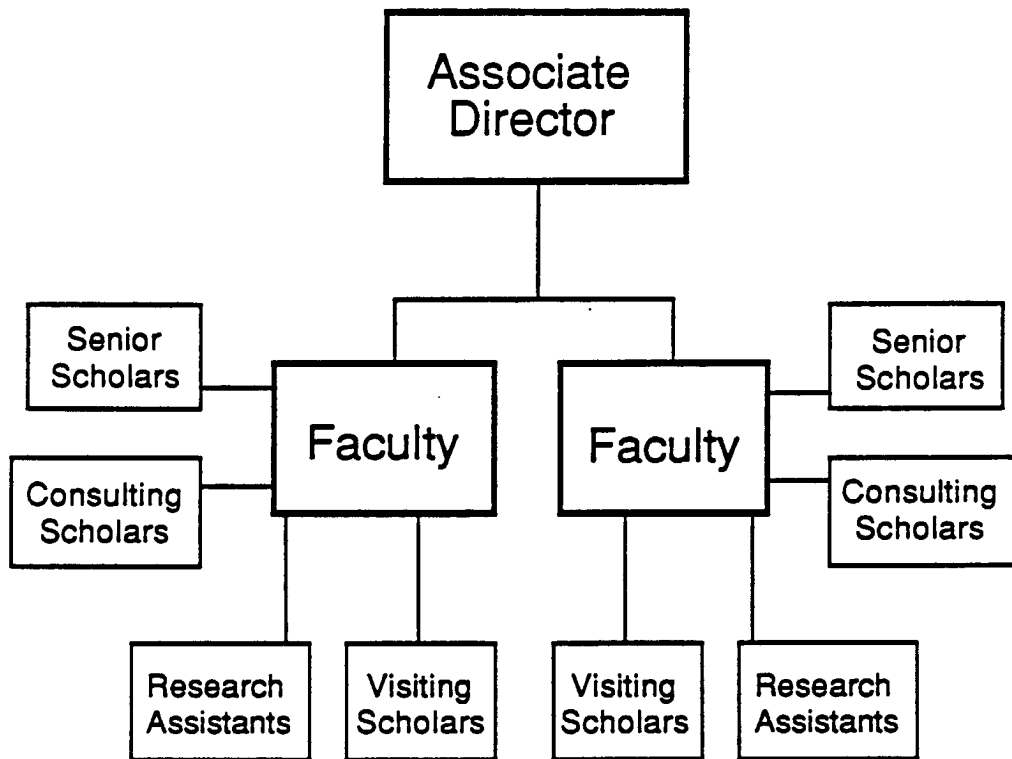 Associate
Director
Senior
Scholars
Senior
Scholars
Faculty
Faculty
Consulting
Scholars
Consulting
Scholars
Research
Assistants
Visiting
Scholars
Visiting
Scholars
Research
Assistants